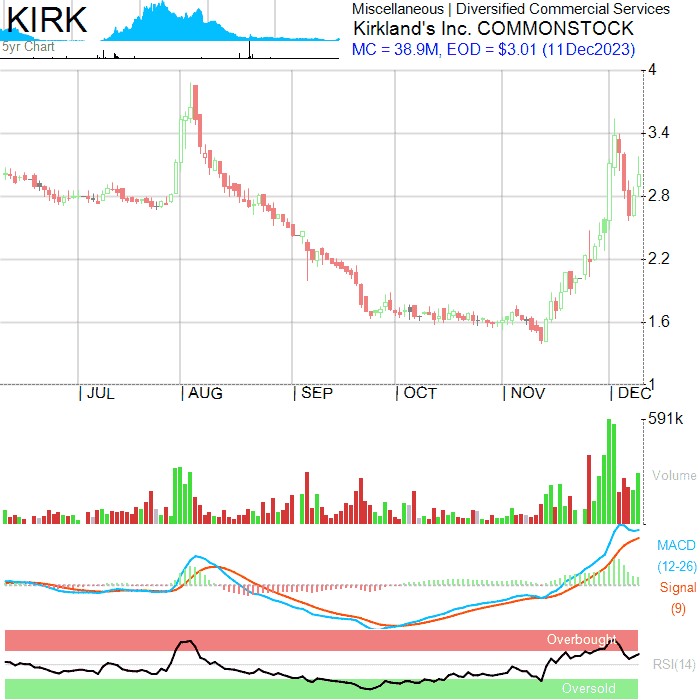 KIRK
5yr Chart
Miscellaneous | Diversified Commercial Services
Kirkland's Inc. COMMONSTOCK
MC = 38.9M, EOD = $3.01 (11Dec2023)
4
3.4
2.8
2.2
1.6
1
| JUL | AUG | SEP | OCT | NOV | DEC
591k
Volume
MACD
(12-26)
Signal
(9)
Overbought
RSI(14)
Oversold